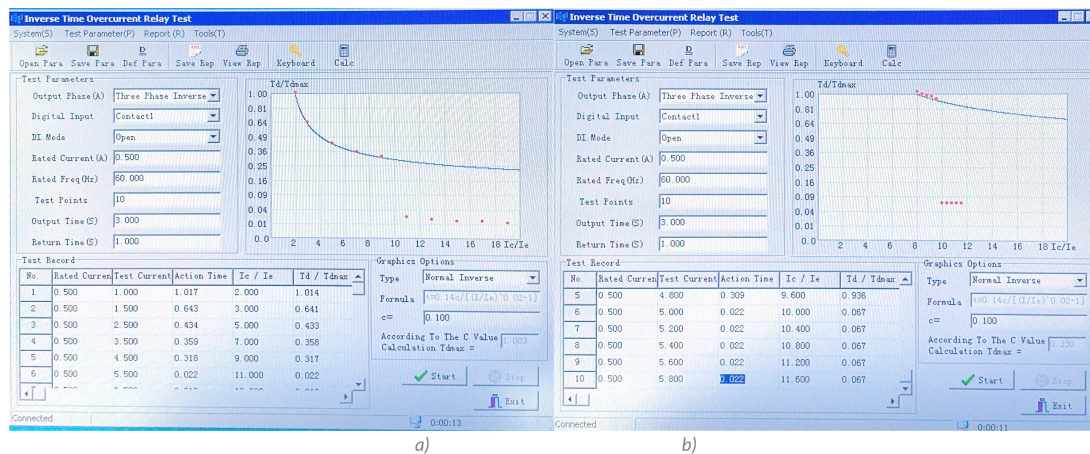 Inverse Time Overcurrent Relay Test
System(S) Test Parameter(P) Report (R) Tools(T)
Open Para Save Para Def Para Save Rep View Rep Keyboard Calc
Test Parameters
Output Phase(A) Three Phase Inverse
Digital Input Contact1
DI.Mode Open
Rated Current(A) 0.500
Rated Freq(Hz) 60.000
Test Points 10
Output Time(S) 3.000
Return Time(S) 1.000
Td/Tdmax
1.00
0.81
0.64
0.49
0.36
0.25
0.16
0.09
0.04
0.01
0.0
2 4 6 8 10 12 14 16 18 Ic/Ie
Test Record
No. Rated Curren Test Current Action Time Ic / Ie Td / Tdmax
1 0.500 1.000 1.017 2.000 1.014
2 0.500 1.500 0.643 3.000 0.641
3 0.500 2.500 0.434 5.000 0.433
4 0.500 3.500 0.359 7.000 0.358
5 0.500 4.500 0.318 9.000 0.317
6 0.500 5.500 0.022 11.000 0.022
Graphics Options
Type Normal Inverse
Formula t=0.14c/[(I/Ie)^0.02-1]
c= 0.100
According To The C Value
Calculation Tdmax = 1.003
Start Stop
Exit
Connected 0:00:13
a)
Inverse Time Overcurrent Relay Test
System(S) Test Parameter(P) Report (R) Tools(T)
Open Para Save Para Def Para Save Rep View Rep Keyboard Calc
Test Parameters
Output Phase(A) Three Phase Inverse
Digital Input Contact1
DI.Mode Open
Rated Current(A) 0.500
Rated Freq(Hz) 60.000
Test Points 10
Output Time(S) 3.000
Return Time(S) 1.000
Td/Tdmax
1.00
0.81
0.64
0.49
0.36
0.25
0.16
0.09
0.04
0.01
0.0
2 4 6 8 10 12 14 16 18 Ic/Ie
Test Record
No. Rated Curren Test Current Action Time Ic / Ie Td / Tdmax
5 0.500 4.800 0.309 9.600 0.936
6 0.500 5.000 0.022 10.000 0.067
7 0.500 5.200 0.022 10.400 0.067
8 0.500 5.400 0.022 10.800 0.067
9 0.500 5.600 0.022 11.200 0.067
10 0.500 5.800 0.022 11.600 0.067
Graphics Options
Type Normal Inverse
Formula t=0.14c/[(I/Ie)^0.02-1]
c= 0.100
According To The C Value
Calculation Tdmax = 0.330
Start Stop
Exit
Connected 0:00:11
b)